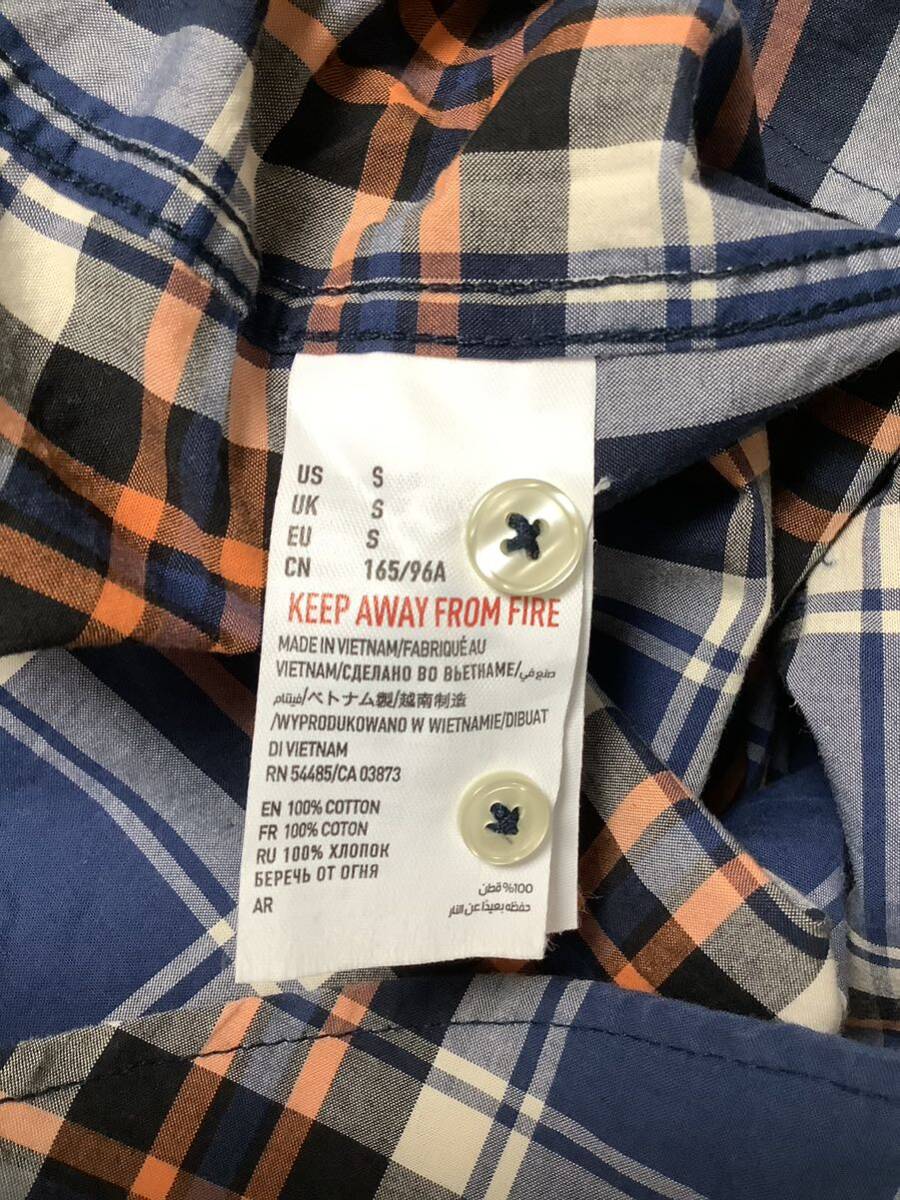 US S
UK S
EU S
CN 165/96A
KEEP AWAY FROM FIRE
MADE IN VIETNAM/FABRIQUÉ AU
VIETNAM/СДЕЛАНО ВО ВЬЕТНАМЕ/صنع في
فيتنام/ベトナム製/越南制造
/WYPRODUKOWANO W WIETNAMIE/DIBUAT
DI VIETNAM
RN 54485/CA 03873
EN 100% COTTON
FR 100% COTON
RU 100% ХЛОПОК
БЕРЕЧЬ ОТ ОГНЯ
AR 100% قطن
حفظه بعيدًا عن النار